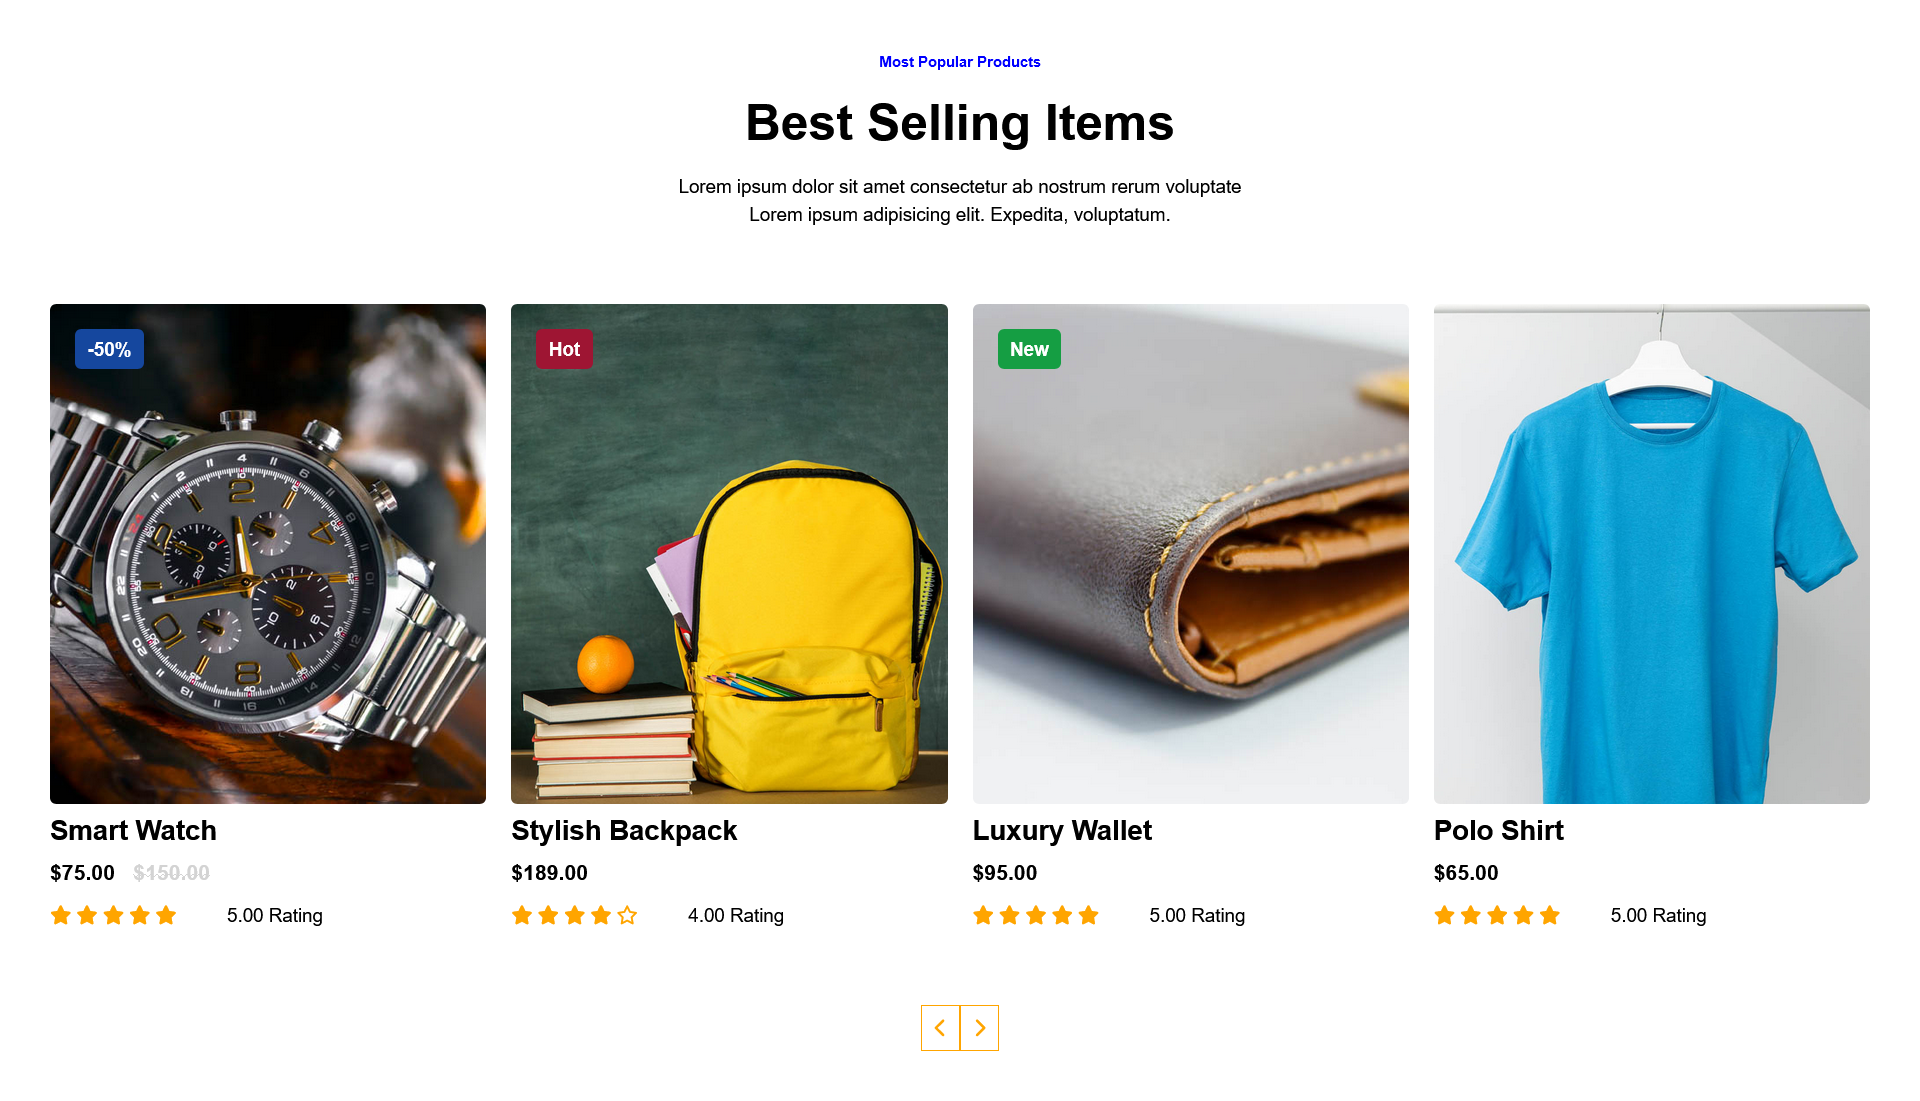 Most Popular Products
Best Selling Items
Lorem ipsum dolor sit amet consectetur ab nostrum rerum voluptate
Lorem ipsum adipisicing elit. Expedita, voluptatum.
-50%
Hot
New
Smart Watch
$75.00 $150.00
5.00 Rating
Stylish Backpack
$189.00
4.00 Rating
Luxury Wallet
$95.00
5.00 Rating
Polo Shirt
$65.00
5.00 Rating